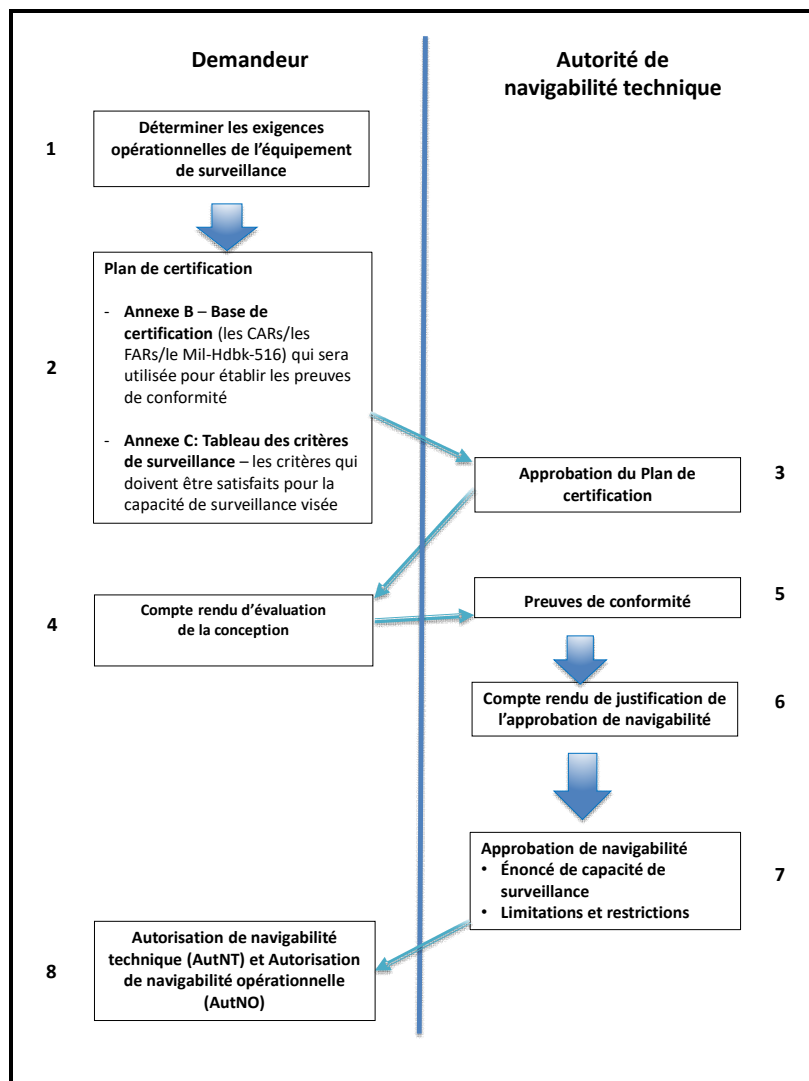 Demandeur
Autorité de
navigabilité technique
1
Déterminer les exigences
opérationnelles de l'équipement
de surveillance
2
Plan de certification
- Annexe B – Base de
certification (les CARs/les
FARs/le Mil-Hdbk-516) qui sera
utilisée pour établir les preuves
de conformité
- Annexe C: Tableau des critères
de surveillance – les critères qui
doivent être satisfaits pour la
capacité de surveillance visée
Approbation du Plan de
certification
3
4
Compte rendu d'évaluation
de la conception
Preuves de conformité
5
Compte rendu de justification de
l'approbation de navigabilité
6
Approbation de navigabilité
• Énoncé de capacité de
surveillance
• Limitations et restrictions
7
8
Autorisation de navigabilité
technique (AutNT) et Autorisation
de navigabilité opérationnelle
(AutNO)